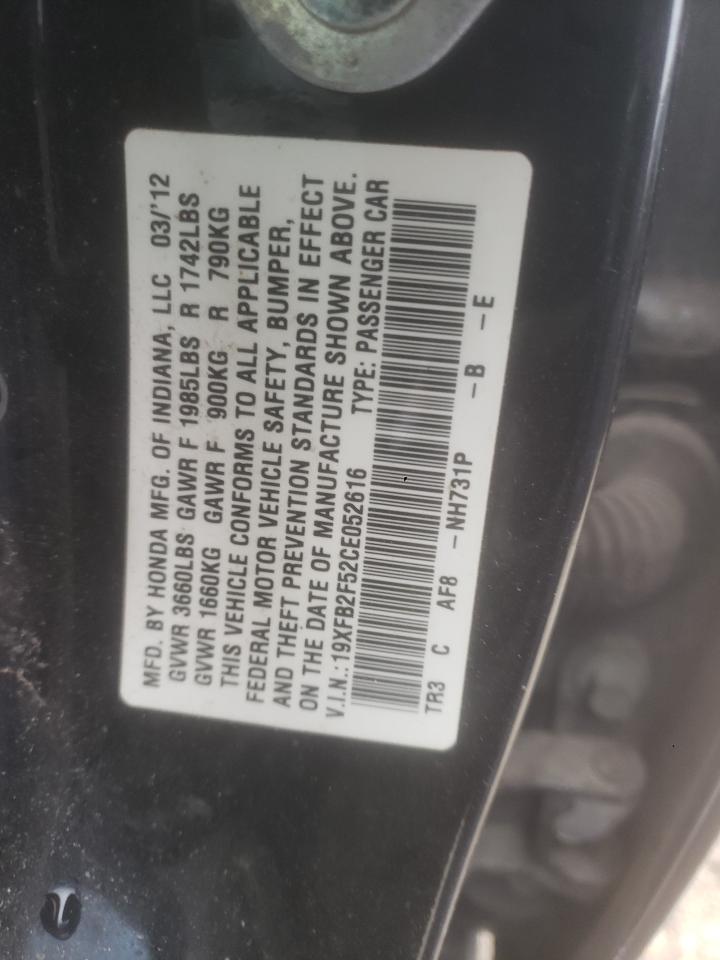 MFD. BY HONDA MFG. OF INDIANA, LLC 03/'12
GVWR 3660LBS GAWR F 1985LBS R 1742LBS
GVWR 1660KG GAWR F 900KG R 790KG
THIS VEHICLE CONFORMS TO ALL APPLICABLE
FEDERAL MOTOR VEHICLE SAFETY, BUMPER,
AND THEFT PREVENTION STANDARDS IN EFFECT
ON THE DATE OF MANUFACTURE SHOWN ABOVE.
V.I.N.:19XFB2F52CE052616 TYPE: PASSENGER CAR
TR3 C AF8 -NH731P -B -E